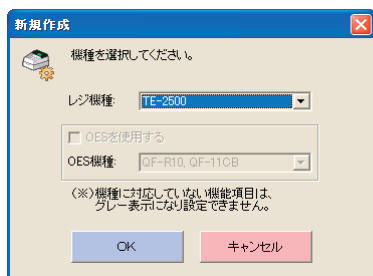 新規作成
機種を選択してください。
レジ機種: TE-2500
OESを使用する
OES機種: QF-R10, QF-11CB
(※)機種に対応していない機能項目は、
グレー表示になり設定できません。
OK キャンセル